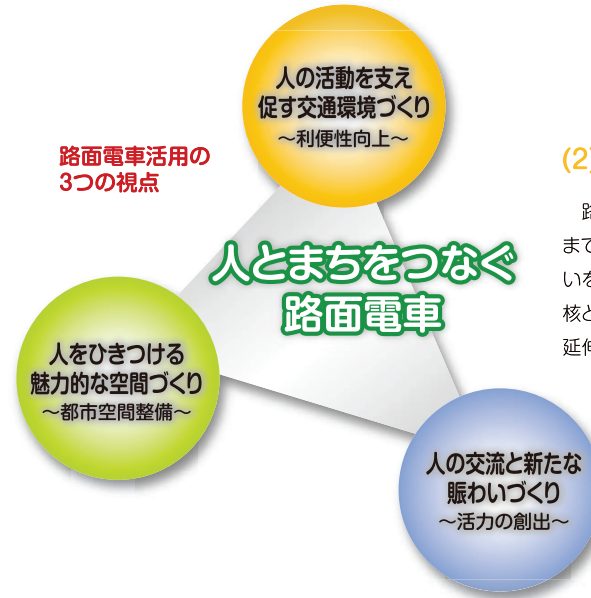 人の活動を支え
促す交通環境づくり
～利便性向上～
路面電車活用の
3つの視点
人とまちをつなぐ
路面電車
人をひきつける
魅力的な空間づくり
～都市空間整備～
人の交流と新たな
賑わいづくり
～活力の創出～
(2)
路
まで
いを
核と
延伸